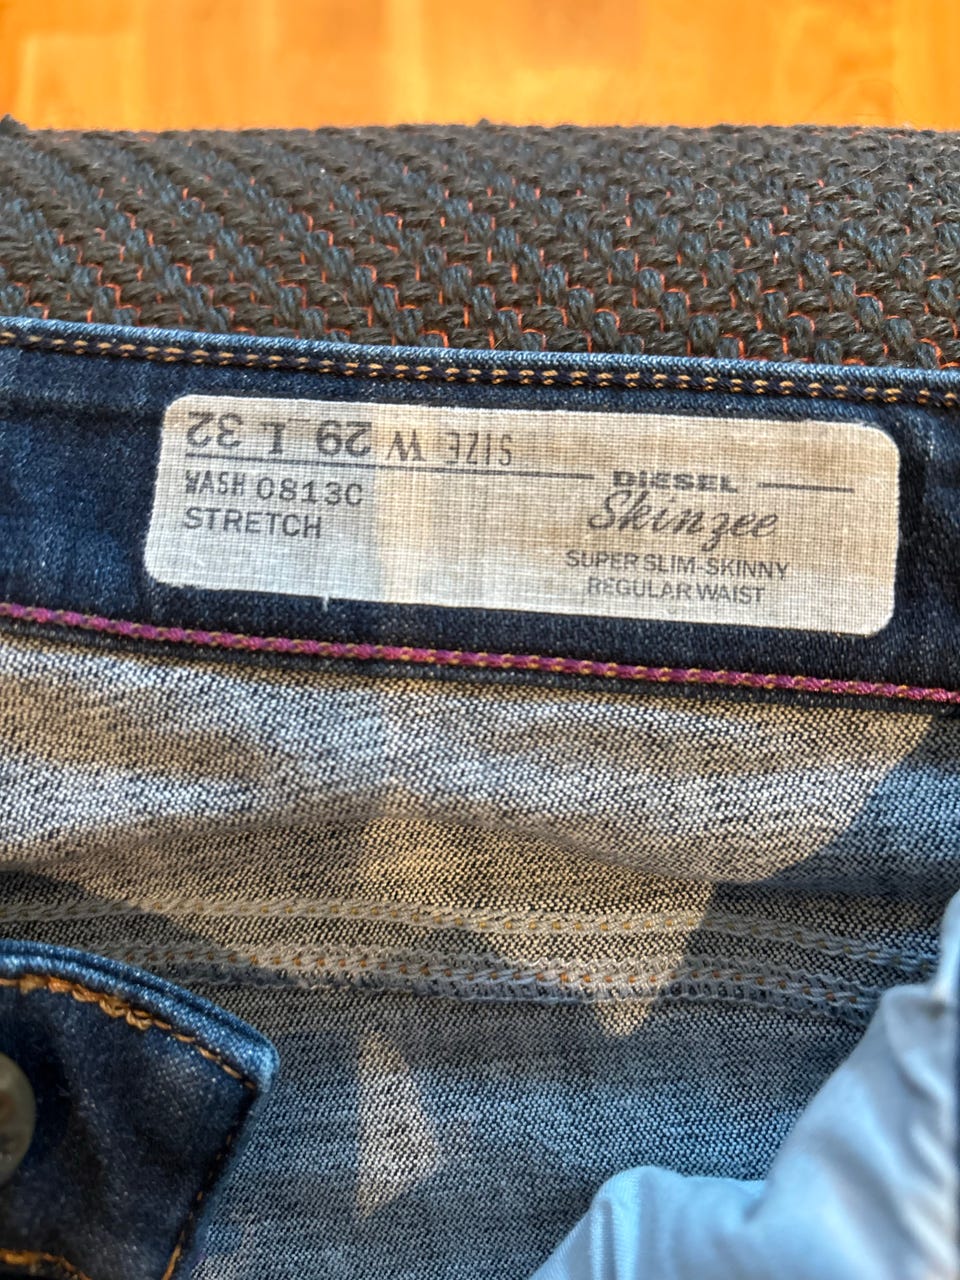 SIZE W 29 L 32
WASH 0813C
STRETCH
DIESEL
Skinzee
SUPER SLIM-SKINNY
REGULAR WAIST